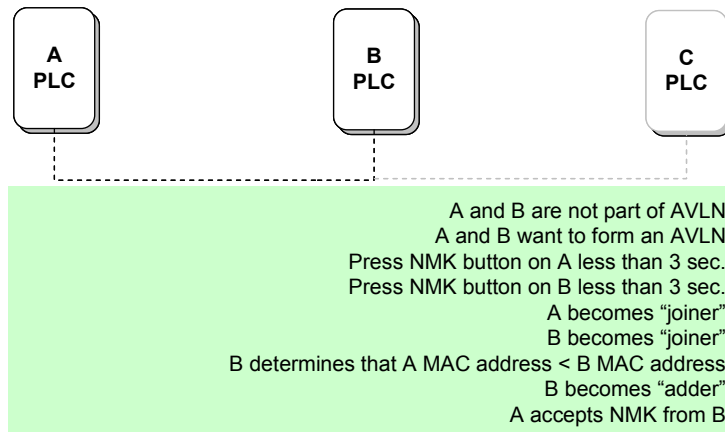 A
PLC
B
PLC
C
PLC
A and B are not part of AVLN
A and B want to form an AVLN
Press NMK button on A less than 3 sec.
Press NMK button on B less than 3 sec.
A becomes “joiner”
B becomes “joiner”
B determines that A MAC address < B MAC address
B becomes “adder”
A accepts NMK from B